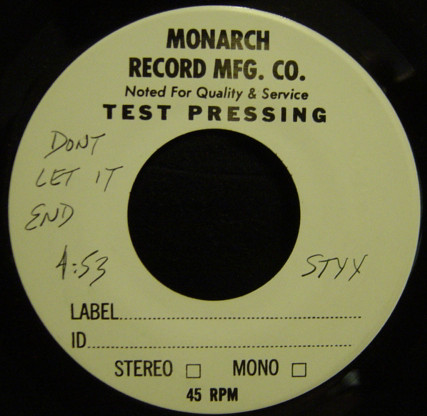 MONARCH
RECORD MFG. CO.
Noted For Quality & Service
TEST PRESSING
DONT
LET IT
END
4:53
STYX
LABEL
ID
STEREO □ MONO □
45 RPM